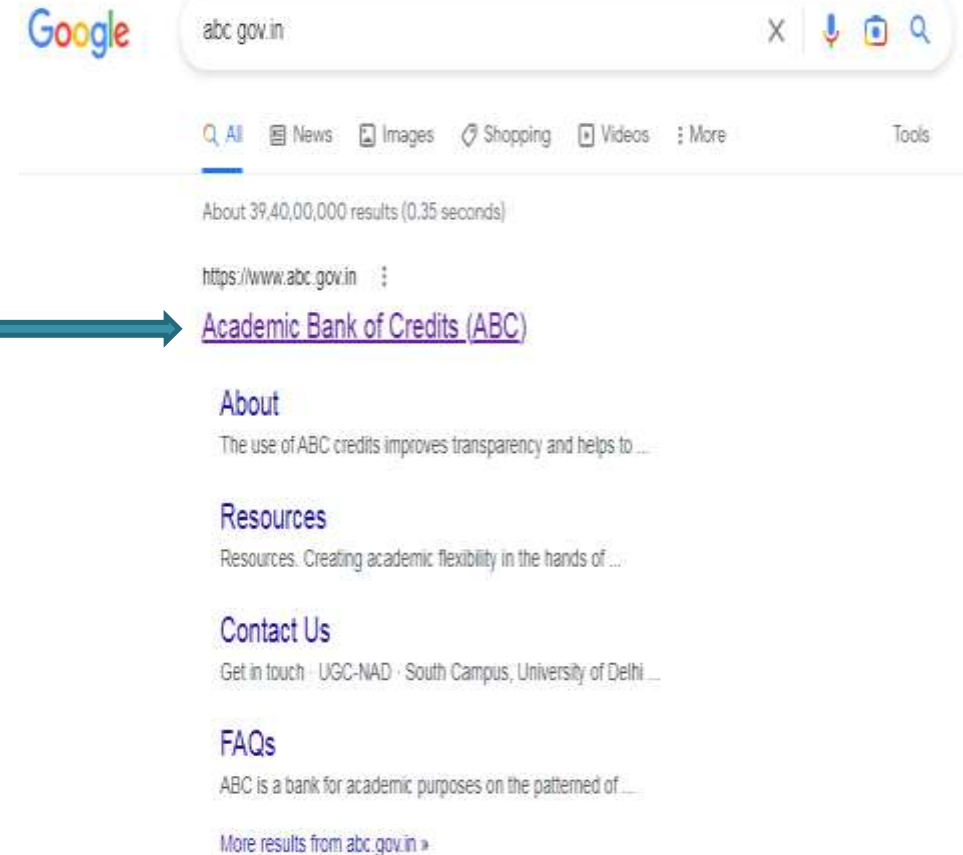 Google
abc gov.in
All News Images Shopping Videos More Tools
About 39,40,00,000 results (0.35 seconds)
https://www.abc.gov.in
Academic Bank of Credits (ABC)
About
The use of ABC credits improves transparency and helps to ...
Resources
Resources. Creating academic flexibility in the hands of ...
Contact Us
Get in touch · UGC-NAD · South Campus, University of Delhi ...
FAQs
ABC is a bank for academic purposes on the patterned of ...
More results from abc.gov.in »